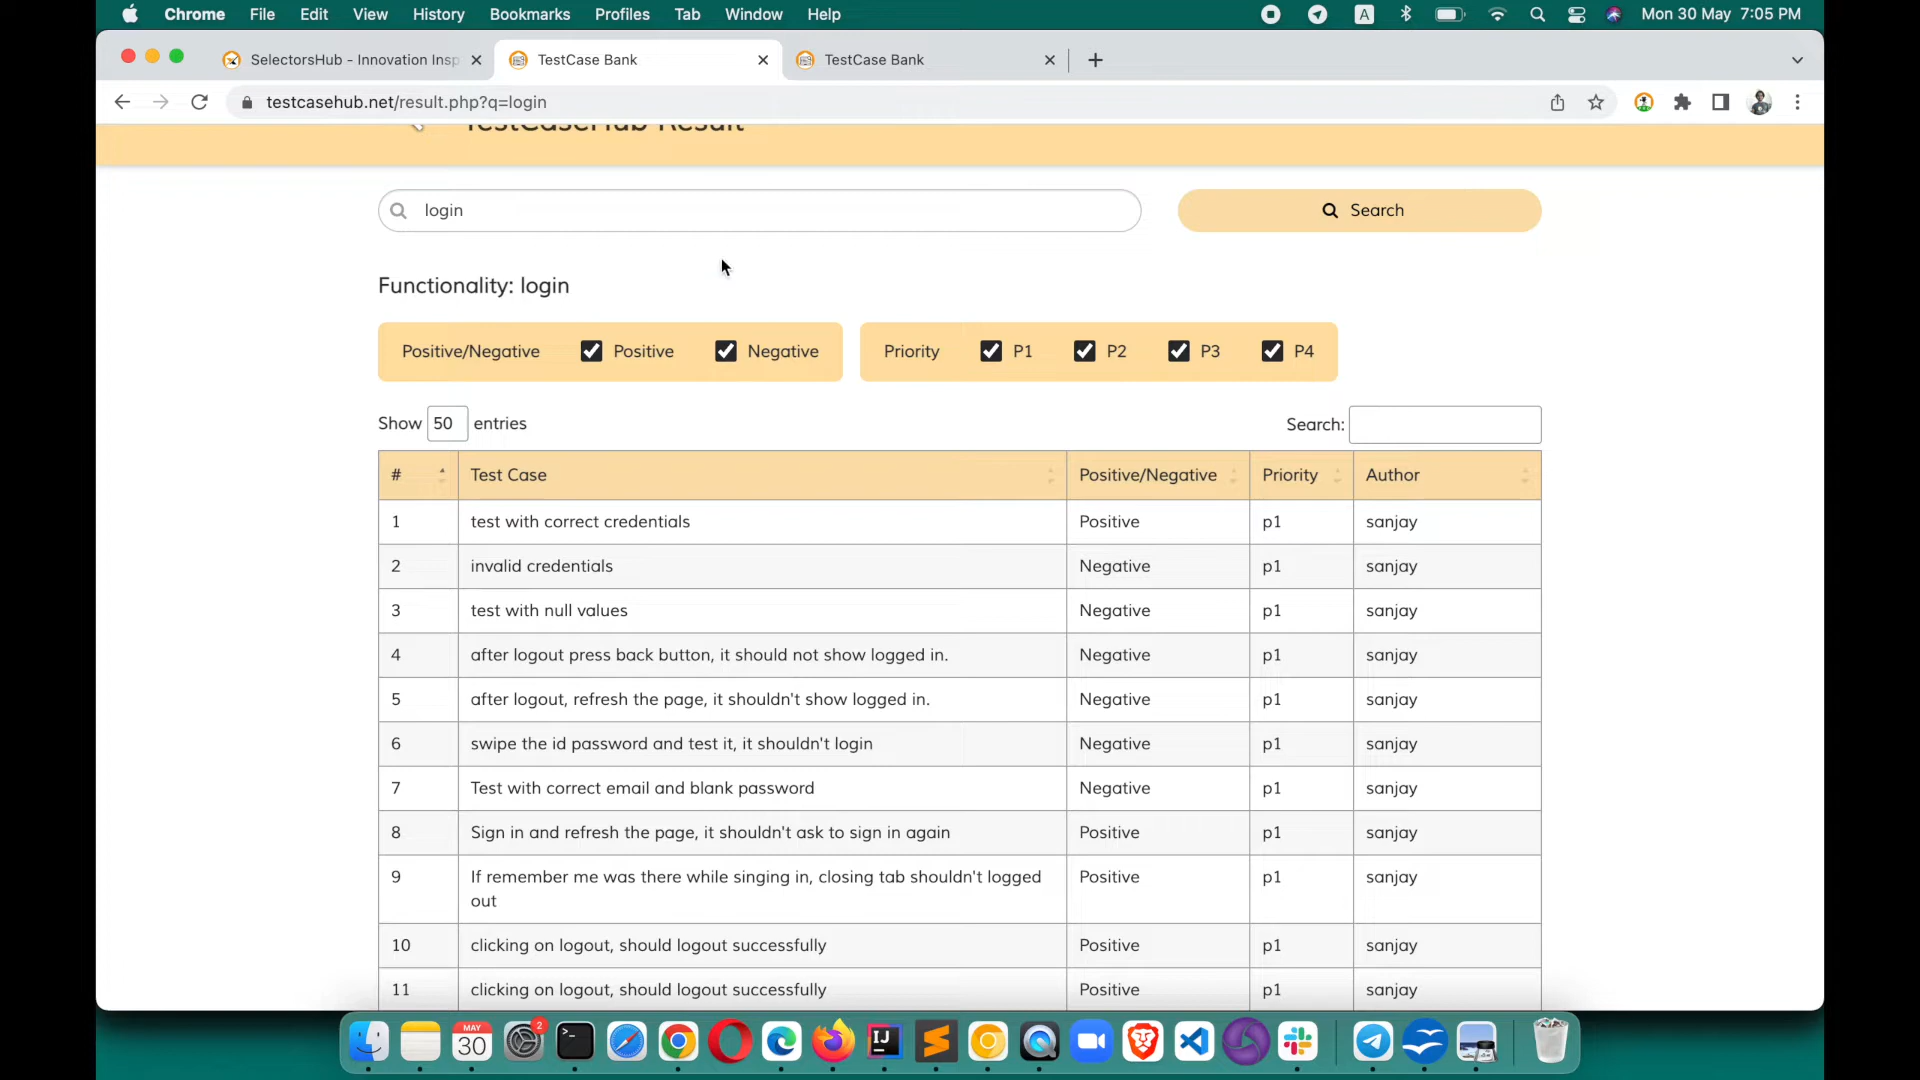 Chrome File Edit View History Bookmarks Profiles Tab Window Help A Mon 30 May 7:05 PM
SelectorsHub - Innovation Insp TestCase Bank TestCase Bank
testcasehub.net/result.php?q=login
TestCaseHub Result
login Search
Functionality: login
Positive/Negative Positive Negative Priority P1 P2 P3 P4
Show 50 entries Search:
# Test Case Positive/Negative Priority Author
1 test with correct credentials Positive p1 sanjay
2 invalid credentials Negative p1 sanjay
3 test with null values Negative p1 sanjay
4 after logout press back button, it should not show logged in. Negative p1 sanjay
5 after logout, refresh the page, it shouldn't show logged in. Negative p1 sanjay
6 swipe the id password and test it, it shouldn't login Negative p1 sanjay
7 Test with correct email and blank password Negative p1 sanjay
8 Sign in and refresh the page, it shouldn't ask to sign in again Positive p1 sanjay
9 If remember me was there while singing in, closing tab shouldn't logged Positive p1 sanjay
out
10 clicking on logout, should logout successfully Positive p1 sanjay
11 clicking on logout, should logout successfully Positive p1 sanjay
MAY 2
30 IJ